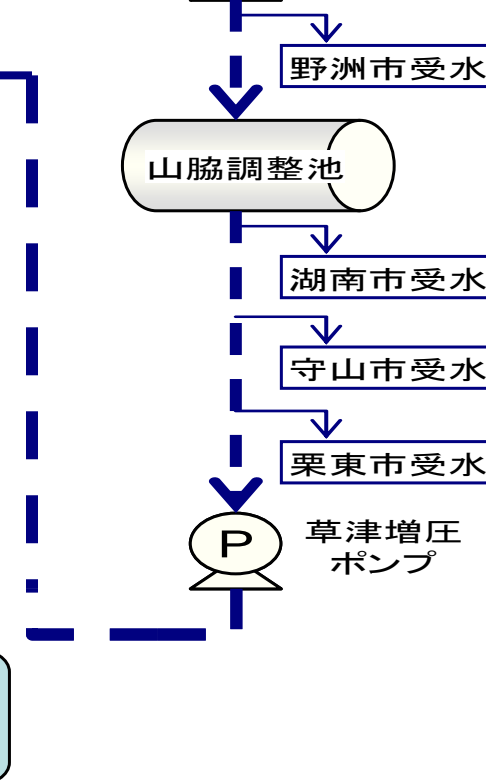 野洲市受水
山脇調整池
湖南市受水
守山市受水
栗東市受水
P
草津増圧
ポンプ